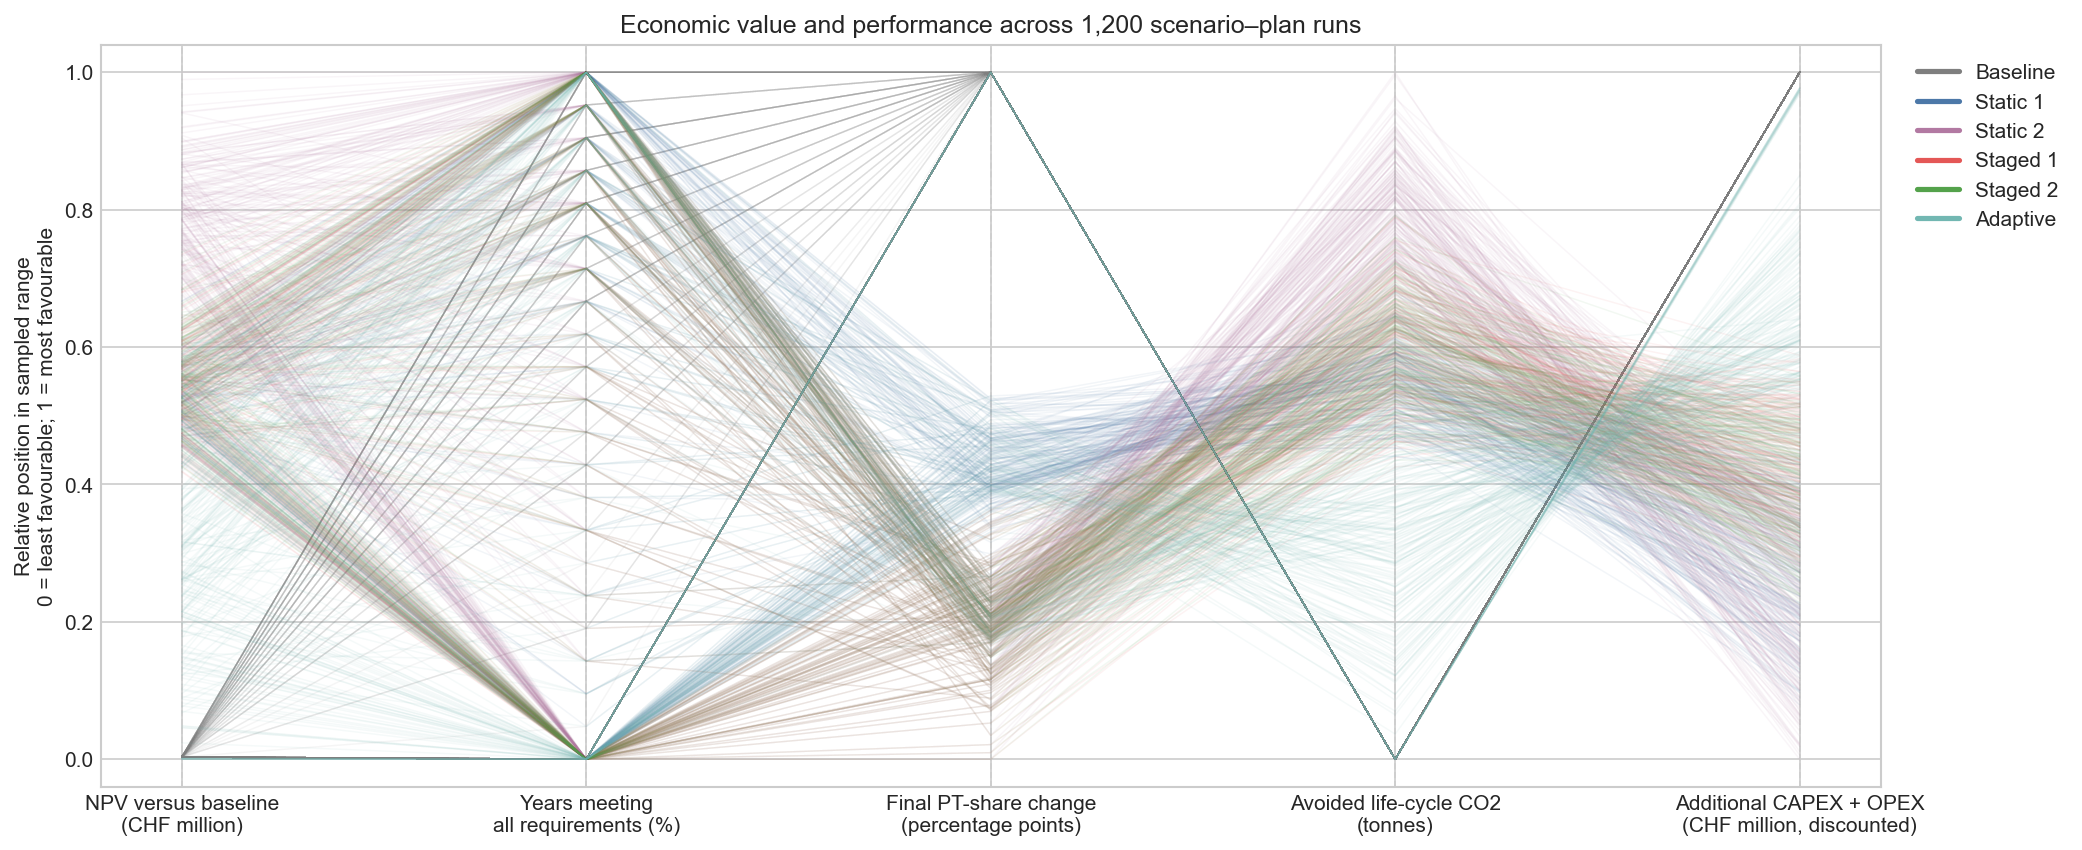 Economic value and performance across 1,200 scenario–plan runs
Relative position in sampled range
0 = least favourable; 1 = most favourable
1.0
0.8
0.6
0.4
0.2
0.0
NPV versus baseline
(CHF million)
Years meeting
all requirements (%)
Final PT-share change
(percentage points)
Avoided life-cycle CO2
(tonnes)
Additional CAPEX + OPEX
(CHF million, discounted)
Baseline
Static 1
Static 2
Staged 1
Staged 2
Adaptive